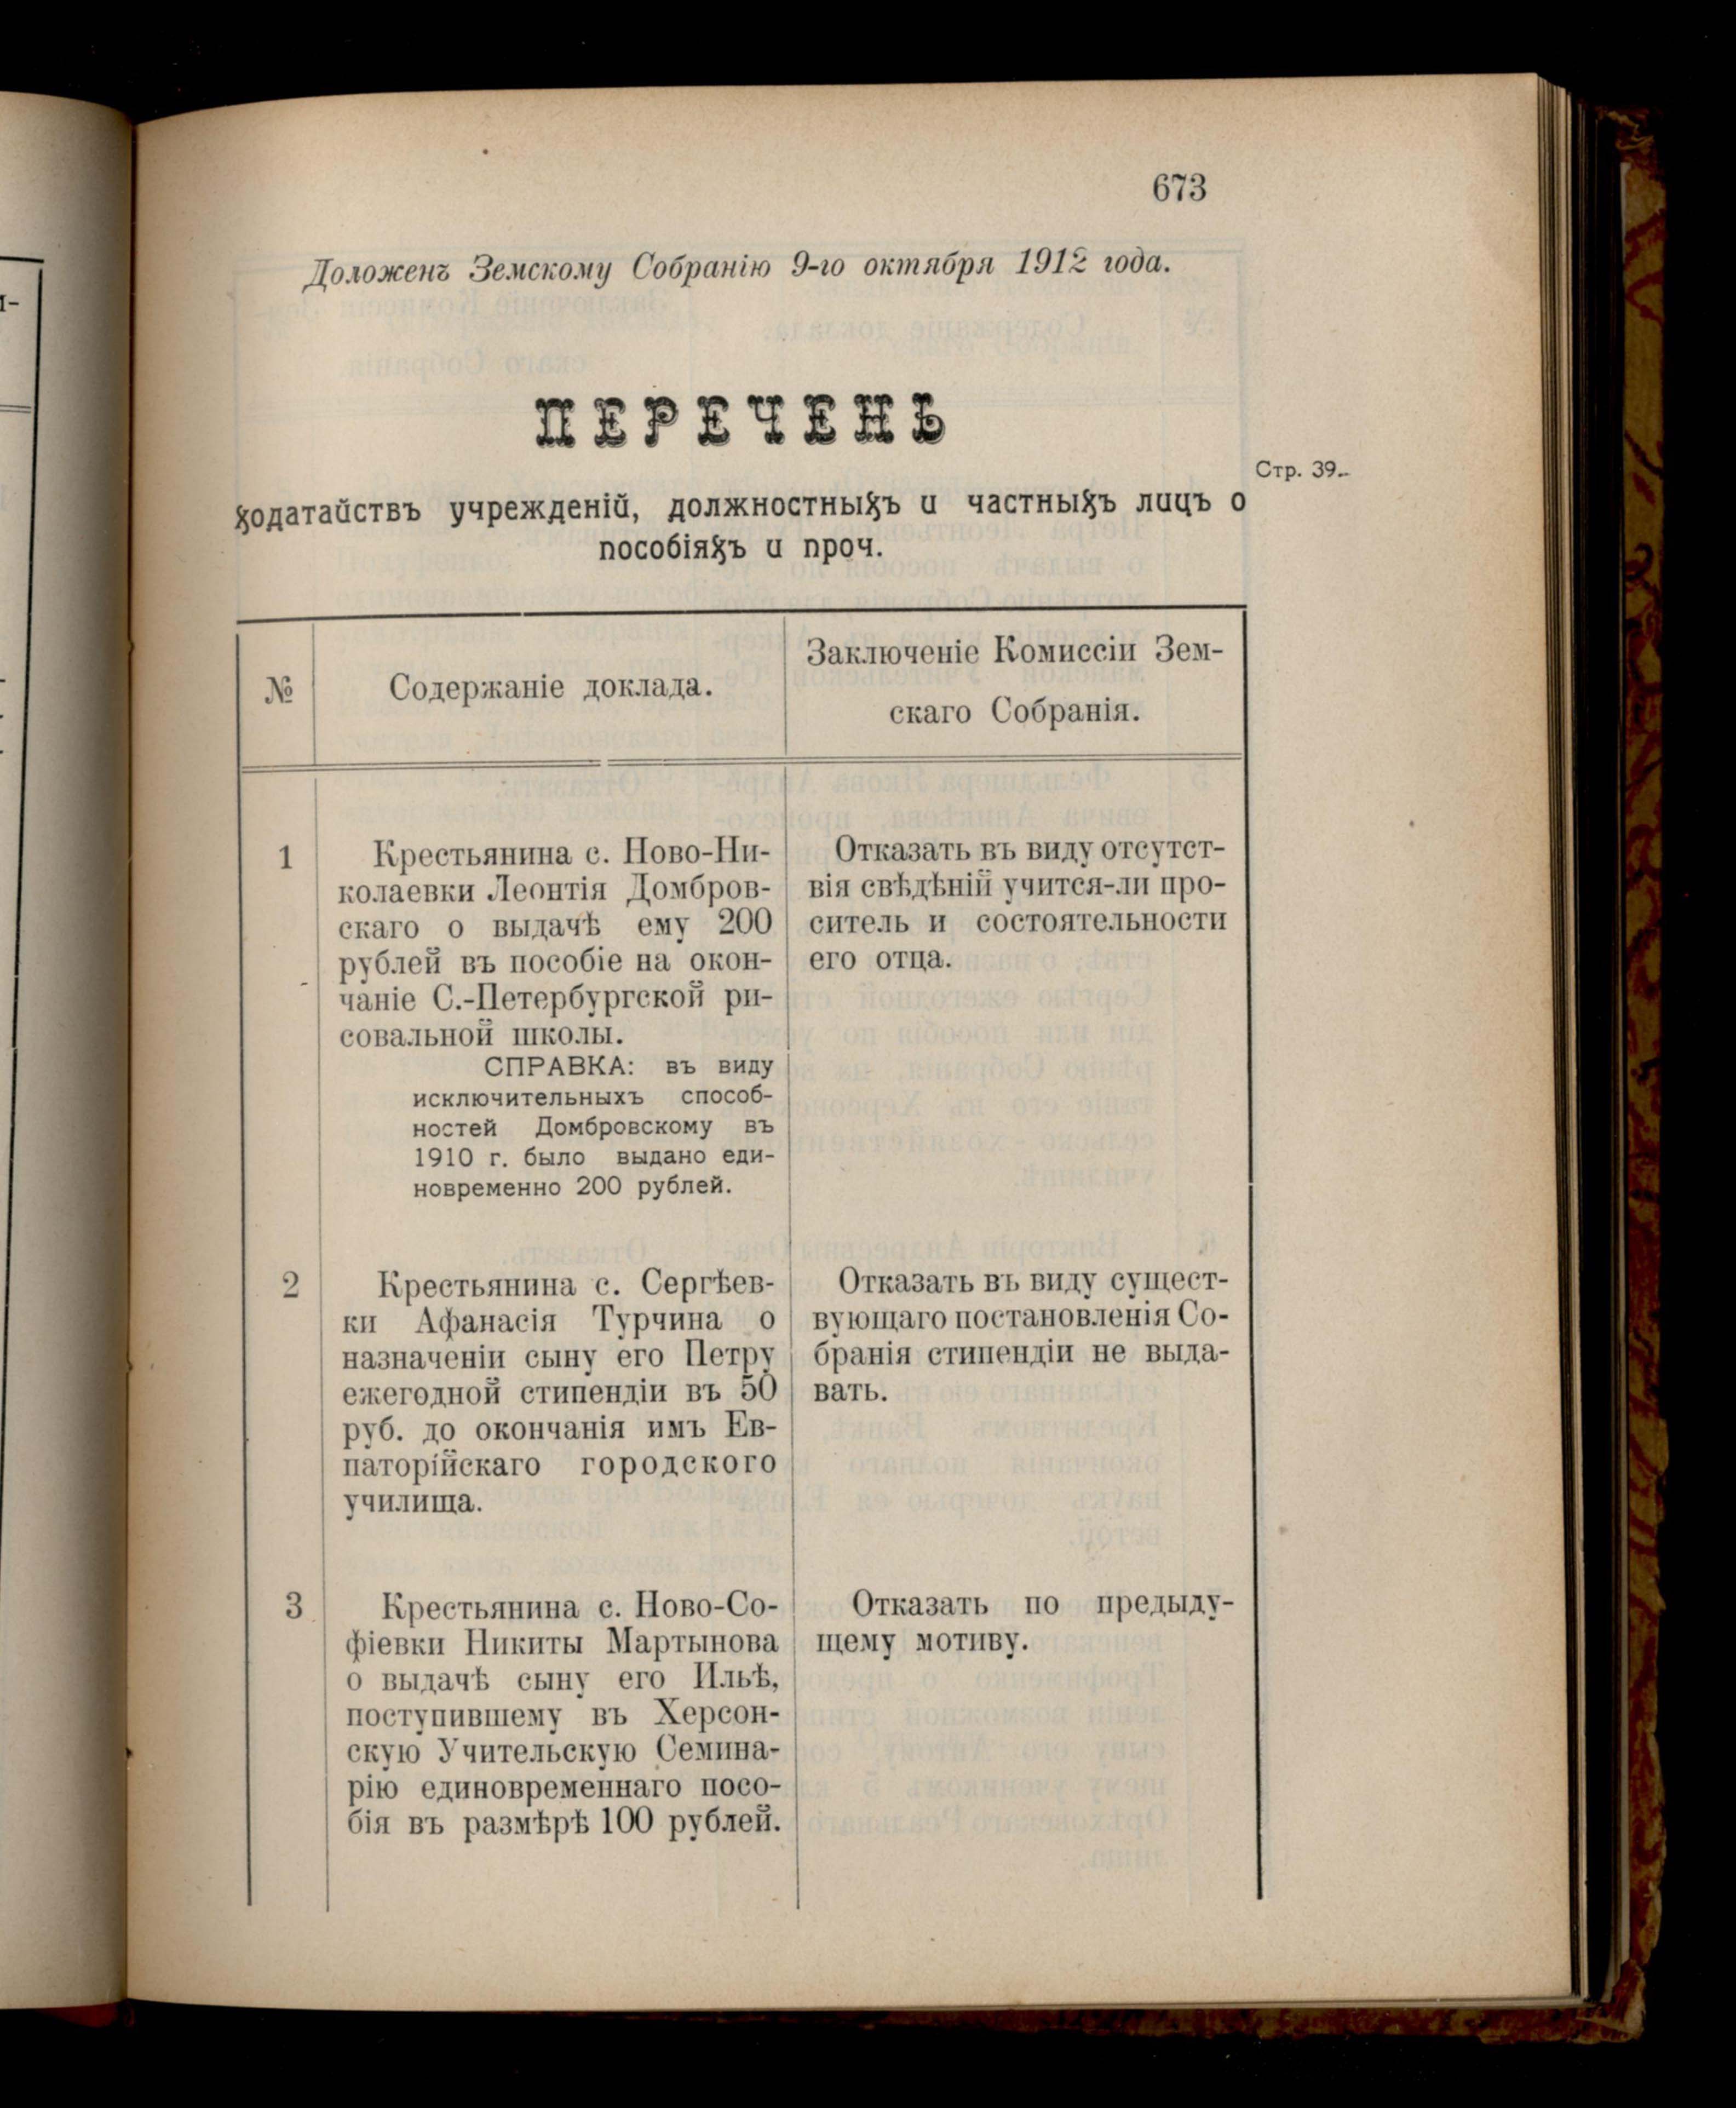 673
Доложенъ Земскому Собранію 9-го октября 1912 года.
ПЕРЕЧЕНЬ
Стр. 39.
ходатайствъ учрежденій, должностныхъ и частныхъ лицъ о
пособіяхъ и проч.
№
Содержаніе доклада.
Заключеніе Комиссіи Зем-
скаго Собранія.
1
Крестьянина с. Ново-Ни-
колаевки Леонтія Домбров-
скаго о выдачѣ ему 200
рублей въ пособіе на окон-
чаніе С.-Петербургской ри-
совальной школы.
СПРАВКА: въ виду
исключительныхъ способ-
ностей Домбровскому въ
1910 г. было выдано еди-
новременно 200 рублей.
Отказать въ виду отсутст-
вія свѣдѣній учится-ли про-
ситель и состоятельности
его отца.
2
Крестьянина с. Сергѣев-
ки Афанасія Турчина о
назначеніи сыну его Петру
ежегодной стипендіи въ 50
руб. до окончанія имъ Ев-
паторійскаго городского
училища.
Отказать въ виду сущест-
вующаго постановленія Со-
бранія стипендіи не выда-
вать.
3
Крестьянина с. Ново-Со-
фіевки Никиты Мартынова
о выдачѣ сыну его Ильѣ,
поступившему въ Херсон-
скую Учительскую Семина-
рію единовременнаго посо-
бія въ размѣрѣ 100 рублей.
Отказать по предыду-
щему мотиву.